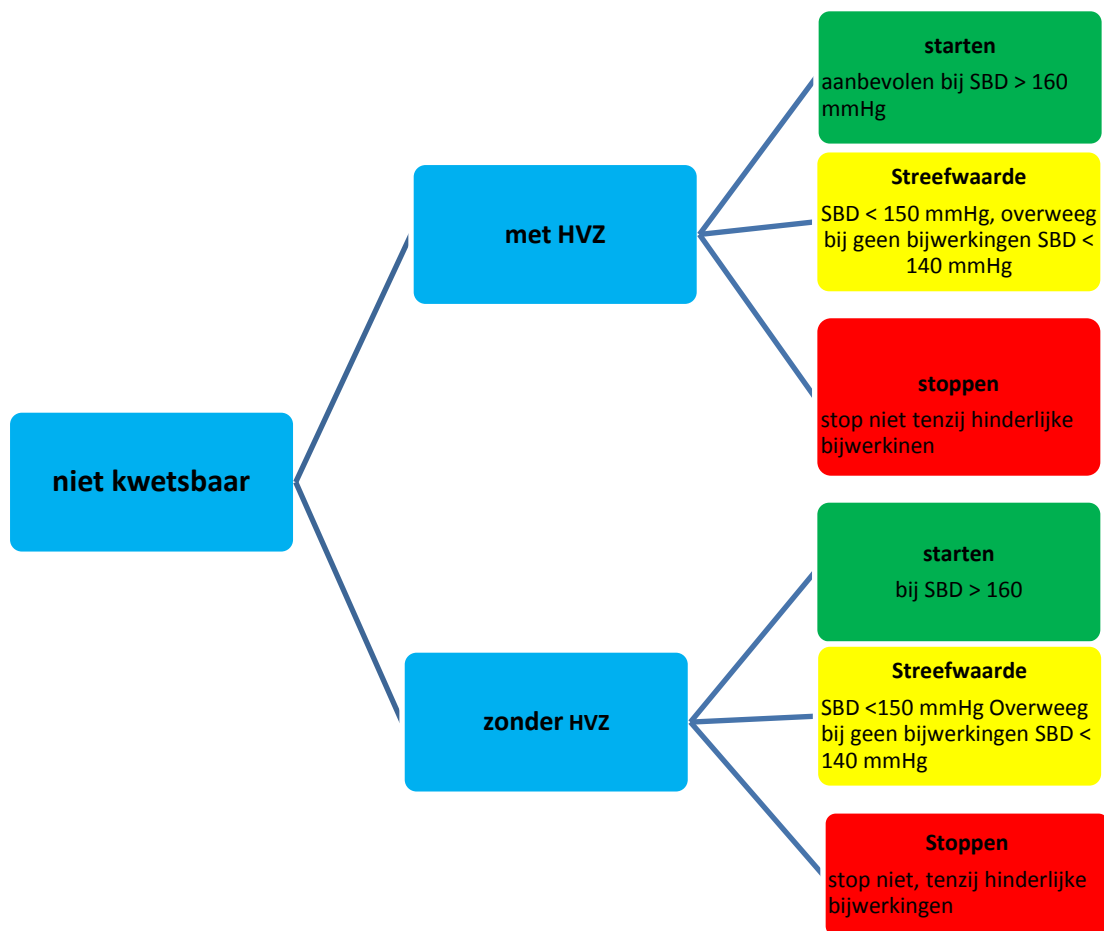 starten
aanbevolen bij SBD > 160
mmHg
Streefwaarde
SBD < 150 mmHg, overweeg
bij geen bijwerkingen SBD <
140 mmHg
met HVZ
stoppen
stop niet tenzij hinderlijke
bijwerkinen
niet kwetsbaar
starten
bij SBD > 160
Streefwaarde
SBD <150 mmHg Overweeg
bij geen bijwerkingen SBD <
140 mmHg
zonder HVZ
Stoppen
stop niet, tenzij hinderlijke
bijwerkingen